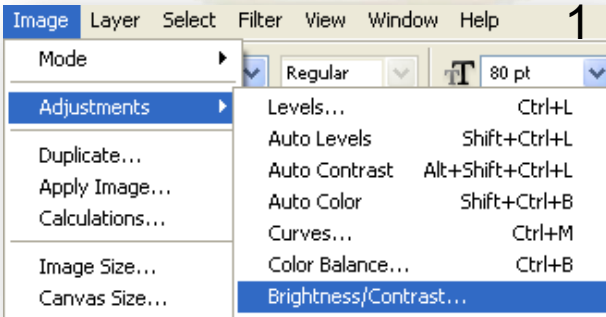 Image Layer Select Filter View Window Help 1
Mode Regular T T 80 pt
Adjustments Levels... Ctrl+L
Auto Levels Shift+Ctrl+L
Duplicate... Auto Contrast Alt+Shift+Ctrl+L
Apply Image... Auto Color Shift+Ctrl+B
Calculations... Curves... Ctrl+M
Image Size... Color Balance... Ctrl+B
Canvas Size... Brightness/Contrast...